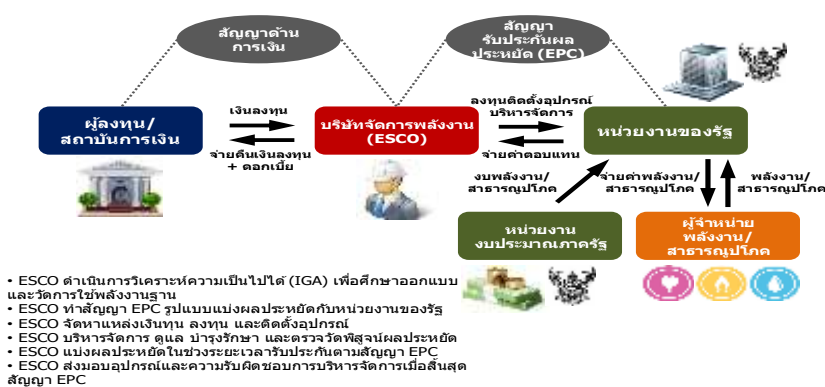 สัญญาด้าน
การเงิน
สัญญา
รับประกันผล
ประหยัด (EPC)
ผู้ลงทุน/
สถาบันการเงิน
เงินลงทุน
จ่ายคืนเงินลงทุน
+ ดอกเบี้ย
บริษัทจัดการพลังงาน
(ESCO)
ลงทุนติดตั้งอุปกรณ์
บริหารจัดการ
จ่ายค่าตอบแทน
หน่วยงานของรัฐ
งบพลังงาน/
สาธารณูปโภค
จ่ายค่าพลังงาน/
สาธารณูปโภค
พลังงาน/
สาธารณูปโภค
หน่วยงาน
งบประมาณภาครัฐ
ผู้จำหน่าย
พลังงาน/
สาธารณูปโภค
• ESCO ดำเนินการวิเคราะห์ความเป็นไปได้ (IGA) เพื่อศึกษาออกแบบ
และวัดการใช้พลังงานฐาน
• ESCO ทำสัญญา EPC รูปแบบแบ่งผลประหยัดกับหน่วยงานของรัฐ
• ESCO จัดหาแหล่งเงินทุน ลงทุน และติดตั้งอุปกรณ์
• ESCO บริหารจัดการ ดูแล บำรุงรักษา และตรวจวัดพิสูจน์ผลประหยัด
• ESCO แบ่งผลประหยัดในช่วงระยะเวลารับประกันตามสัญญา EPC
• ESCO ส่งมอบอุปกรณ์และความรับผิดชอบการบริหารจัดการเมื่อสิ้นสุด
สัญญา EPC